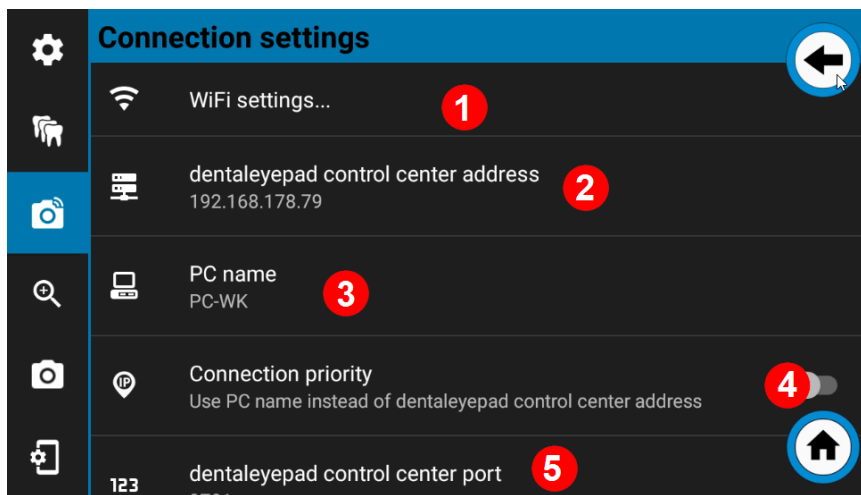 Connection settings
WiFi settings...
1
dentaleyepad control center address
192.168.178.79
2
PC name
PC-WK
3
IP
Connection priority
Use PC name instead of dentaleyepad control center address
4
123
dentaleyepad control center port
5